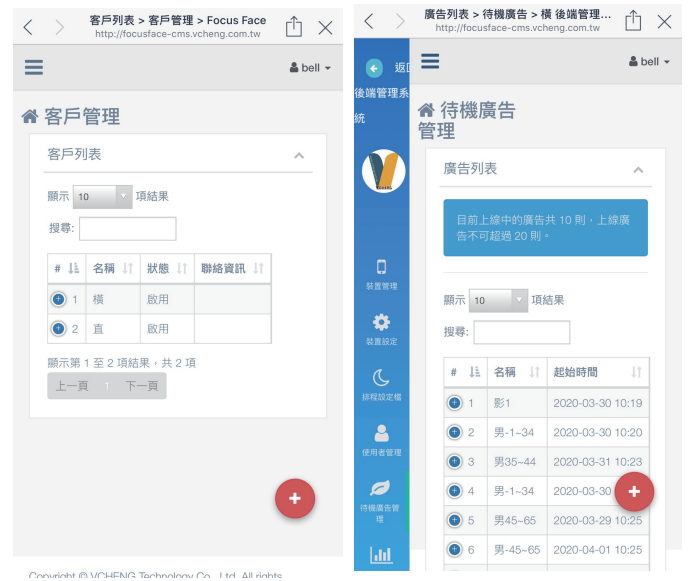 客戶列表 > 客戶管理 > Focus Face
http://focusface-cms.vcheng.com.tw
bell
客戶管理
客戶列表
顯示 10 項結果
搜尋:
# 名稱 狀態 聯絡資訊
1 橫 啟用
2 直 啟用
顯示第 1 至 2 項結果，共 2 項
上一頁 1 下一頁
+
Copyright © VCHENG Technology Co., Ltd. All rights
廣告列表 > 待機廣告 > 橫 後端管理...
http://focusface-cms.vcheng.com.tw
返回
後端管理系
統
VCHENG
裝置管理
裝置設定
排程設定檔
使用者管理
待機廣告管
理
bell
待機廣告
管理
廣告列表
目前上線中的廣告共 10 則，上線廣
告不可超過 20 則。
顯示 10 項結果
搜尋:
# 名稱 起始時間
1 影1 2020-03-30 10:19
2 男-1~34 2020-03-30 10:20
3 男35~44 2020-03-31 10:23
4 男-1~34 2020-03-30
+
5 男45~65 2020-03-29 10:25
6 男-45~65 2020-04-01 10:25